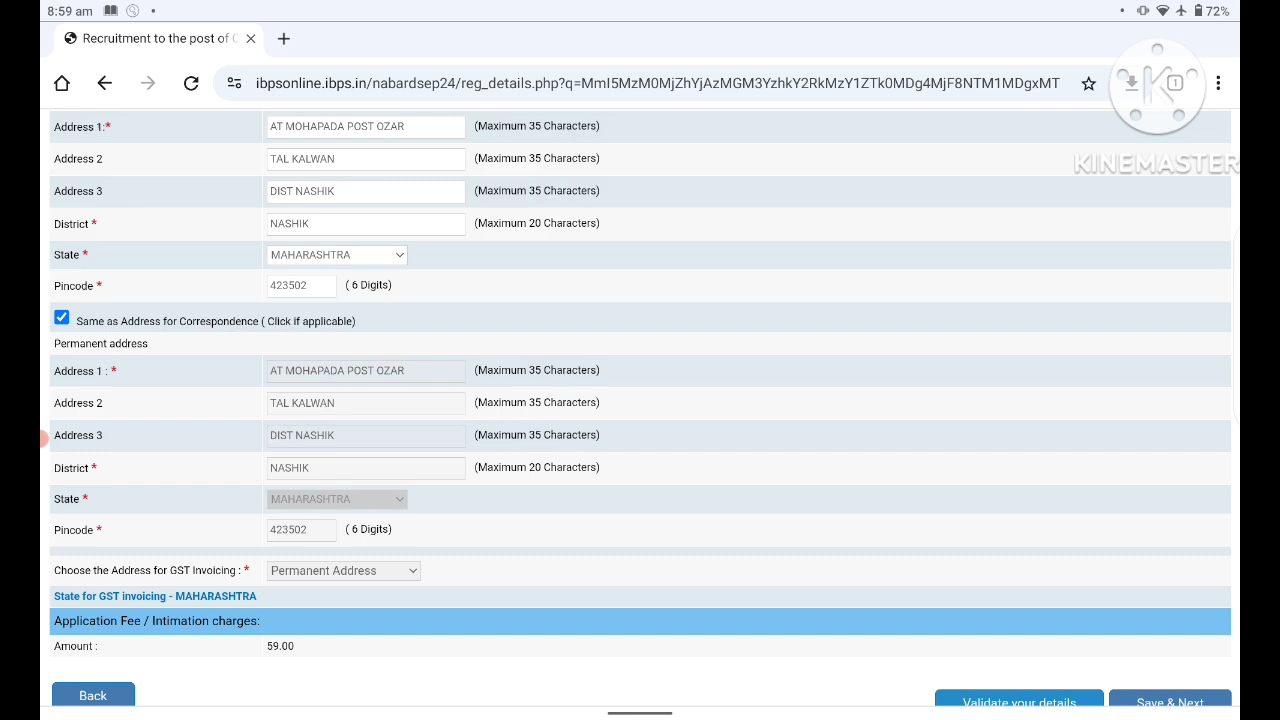 8:59 am 72%
Recruitment to the post of
ibpsonline.ibps.in/nabardsep24/reg_details.php?q=MmI5MzM0MjZhYjAzMGM3YzhkY2RkMzY1ZTk0MDg4MjF8NTM1MDgxMT
1
KINEMASTER
Address 1:* AT MOHAPADA POST OZAR (Maximum 35 Characters)
Address 2 TAL KALWAN (Maximum 35 Characters)
Address 3 DIST NASHIK (Maximum 35 Characters)
District * NASHIK (Maximum 20 Characters)
State * MAHARASHTRA
Pincode * 423502 ( 6 Digits)
Same as Address for Correspondence ( Click if applicable)
Permanent address
Address 1 : * AT MOHAPADA POST OZAR (Maximum 35 Characters)
Address 2 TAL KALWAN (Maximum 35 Characters)
Address 3 DIST NASHIK (Maximum 35 Characters)
District * NASHIK (Maximum 20 Characters)
State * MAHARASHTRA
Pincode * 423502 ( 6 Digits)
Choose the Address for GST Invoicing : * Permanent Address
State for GST invoicing - MAHARASHTRA
Application Fee / Intimation charges:
Amount : 59.00
Back Validate your details Save & Next